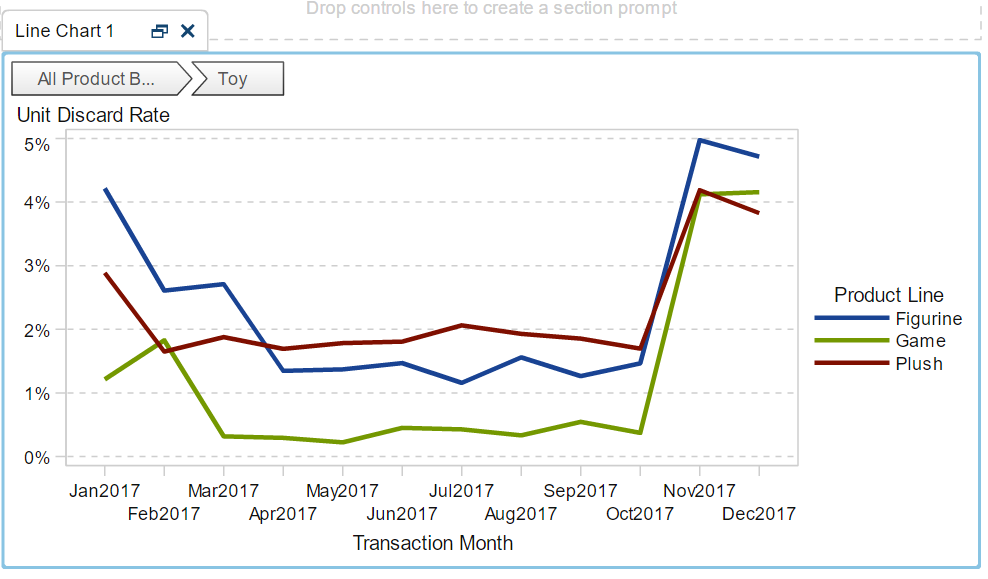 Drop controls here to create a section prompt
Line Chart 1
All Product B... Toy
Unit Discard Rate
5%
4%
3%
2%
1%
0%
Product Line
Figurine
Game
Plush
Jan2017 Mar2017 May2017 Jul2017 Sep2017 Nov2017
Feb2017 Apr2017 Jun2017 Aug2017 Oct2017 Dec2017
Transaction Month